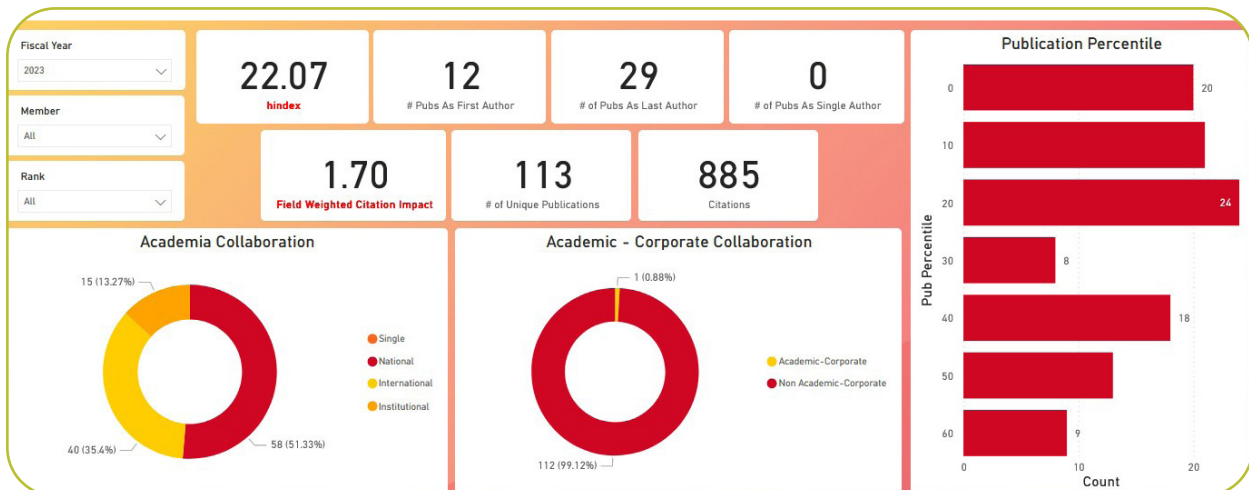 Fiscal Year
2023
Member
All
Rank
All
22.07
hindex
12
# Pubs As First Author
29
# of Pubs As Last Author
0
# of Pubs As Single Author
1.70
Field Weighted Citation Impact
113
# of Unique Publications
885
Citations
Academia Collaboration
15 (13.27%)
40 (35.4%)
58 (51.33%)
Single
National
International
Institutional
Academic - Corporate Collaboration
1 (0.88%)
112 (99.12%)
Academic-Corporate
Non Academic-Corporate
Publication Percentile
Pub Percentile
0
20
10
20
24
30
8
40
18
50
60
9
0
10
20
Count